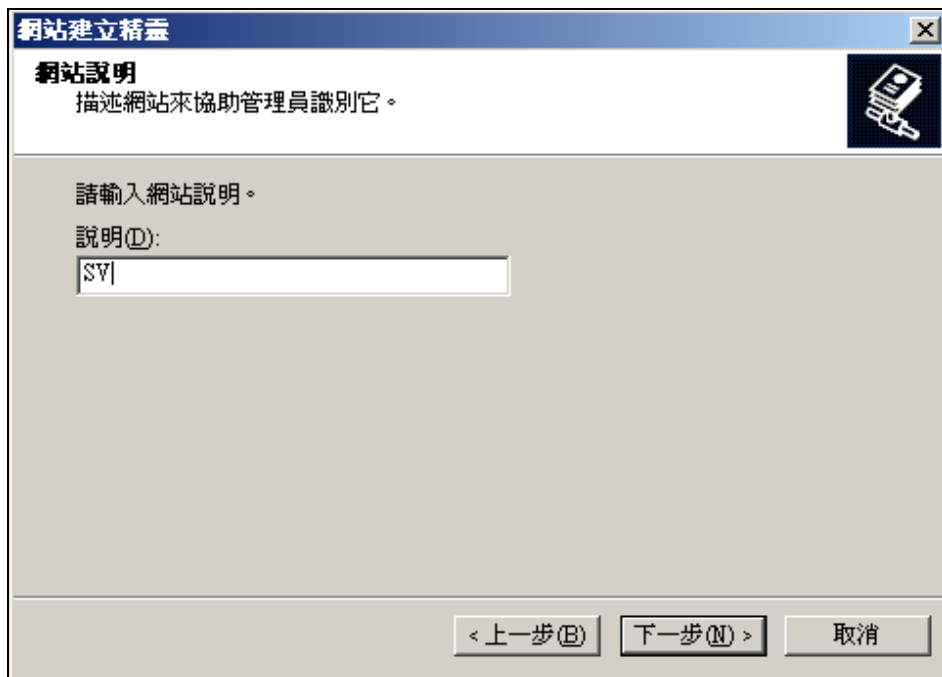 網站建立精靈
網站說明
描述網站來協助管理員識別它。
請輸入網站說明。
說明(D):
SV
<上一步(B) 下一步(N)> 取消